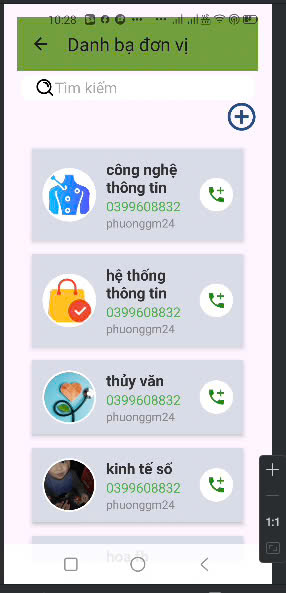 10.28
Danh bạ đơn vị
Tìm kiếm
công nghệ
thông tin
0399608832
phuonggm24
hệ thống
thông tin
0399608832
phuonggm24
thủy văn
0399608832
phuonggm24
kinh tế số
0399608832
phuonggm24
1:1